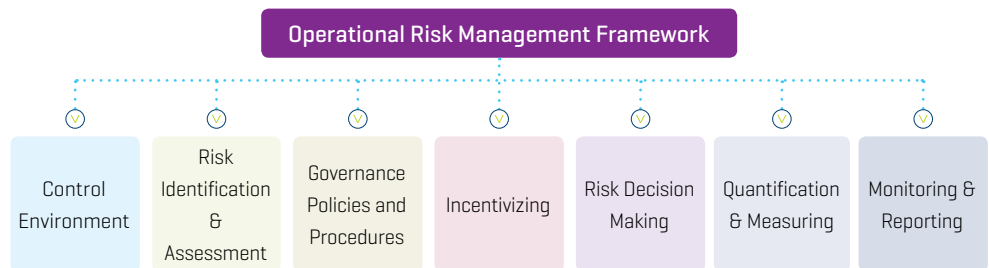 Operational Risk Management Framework
Control
Environment
Risk
Identification
&
Assessment
Governance
Policies and
Procedures
Incentivizing
Risk Decision
Making
Quantification
& Measuring
Monitoring &
Reporting